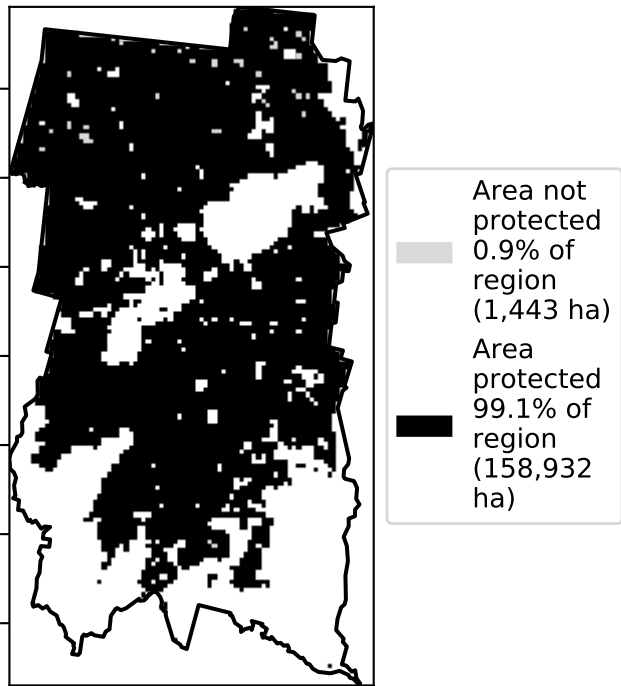 Area not
protected
0.9% of
region
(1,443 ha)
Area
protected
99.1% of
region
(158,932
ha)